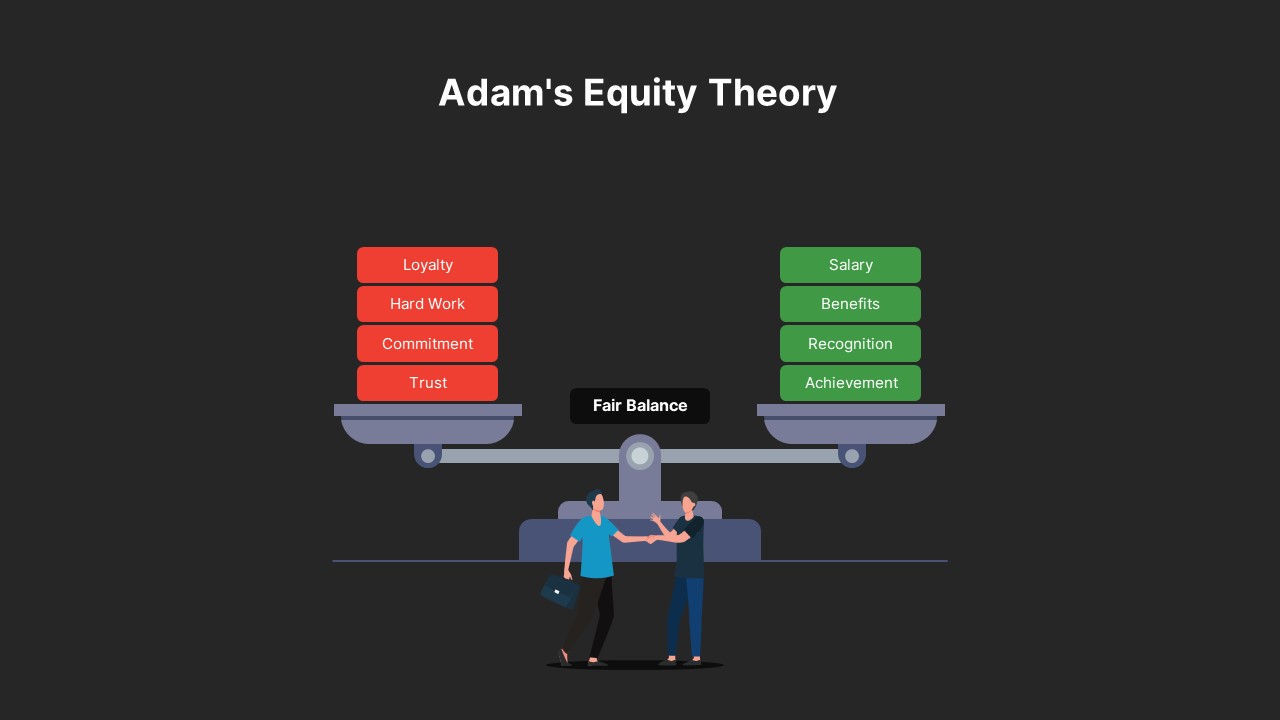 Adam's Equity Theory
Loyalty
Hard Work
Commitment
Trust
Fair Balance
Salary
Benefits
Recognition
Achievement